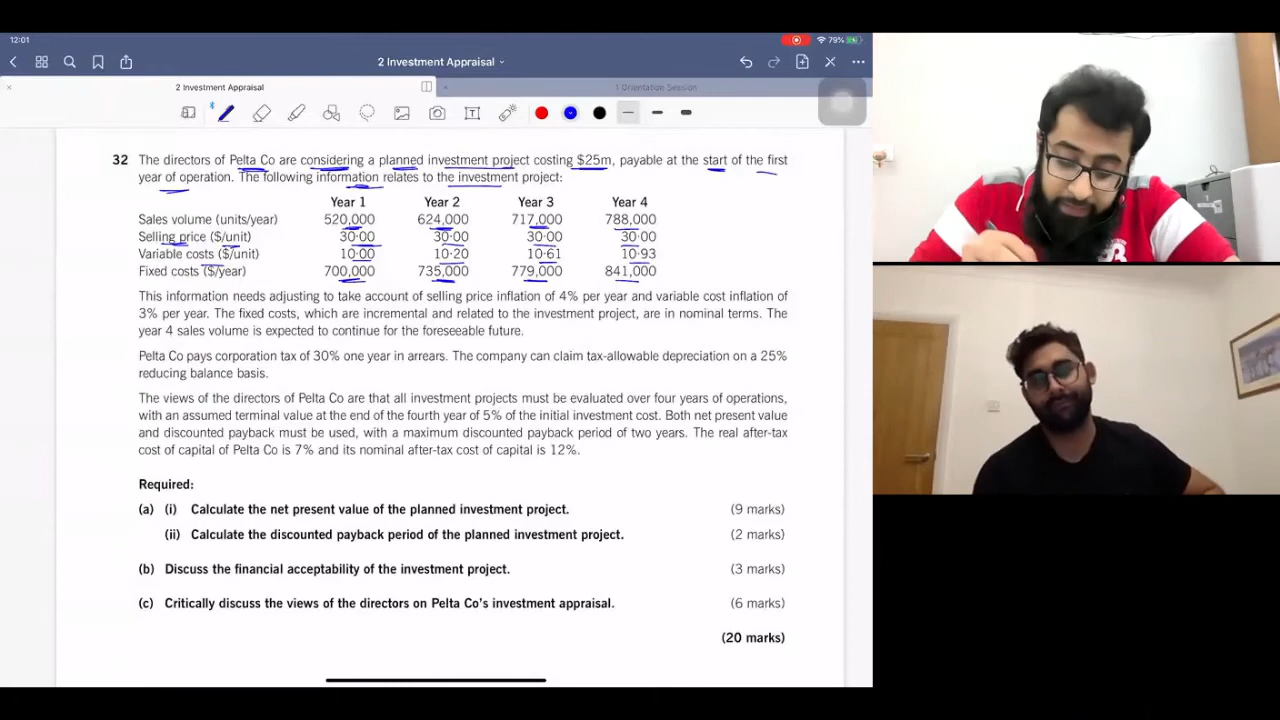 12:01
79%
2 Investment Appraisal
2 Investment Appraisal
1 Orientation Session
32 The directors of Pelta Co are considering a planned investment project costing $25m, payable at the start of the first
year of operation. The following information relates to the investment project:
Year 1 Year 2 Year 3 Year 4
Sales volume (units/year) 520,000 624,000 717,000 788,000
Selling price ($/unit) 30·00 30·00 30·00 30·00
Variable costs ($/unit) 10·00 10·20 10·61 10·93
Fixed costs ($/year) 700,000 735,000 779,000 841,000
This information needs adjusting to take account of selling price inflation of 4% per year and variable cost inflation of
3% per year. The fixed costs, which are incremental and related to the investment project, are in nominal terms. The
year 4 sales volume is expected to continue for the foreseeable future.
Pelta Co pays corporation tax of 30% one year in arrears. The company can claim tax-allowable depreciation on a 25%
reducing balance basis.
The views of the directors of Pelta Co are that all investment projects must be evaluated over four years of operations,
with an assumed terminal value at the end of the fourth year of 5% of the initial investment cost. Both net present value
and discounted payback must be used, with a maximum discounted payback period of two years. The real after-tax
cost of capital of Pelta Co is 7% and its nominal after-tax cost of capital is 12%.
Required:
(a) (i) Calculate the net present value of the planned investment project. (9 marks)
(ii) Calculate the discounted payback period of the planned investment project. (2 marks)
(b) Discuss the financial acceptability of the investment project. (3 marks)
(c) Critically discuss the views of the directors on Pelta Co's investment appraisal. (6 marks)
(20 marks)